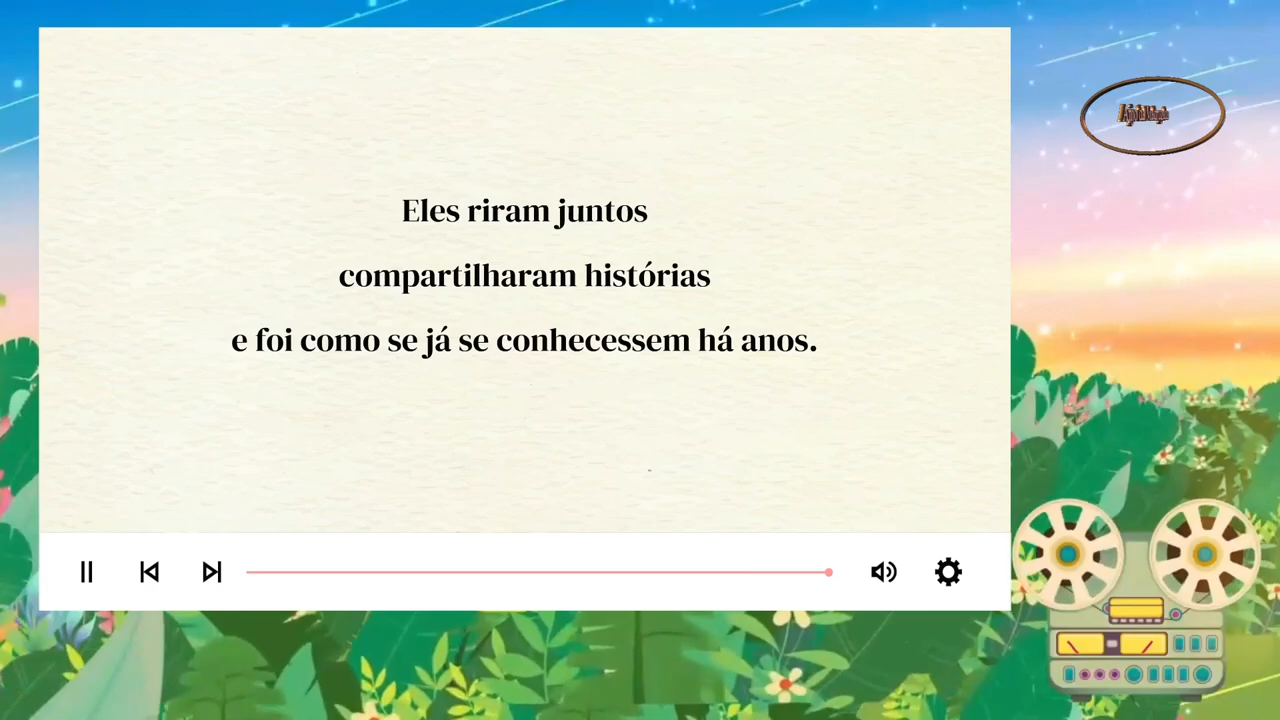 Eles riram juntos
compartilharam histórias
e foi como se já se conhecessem há anos.